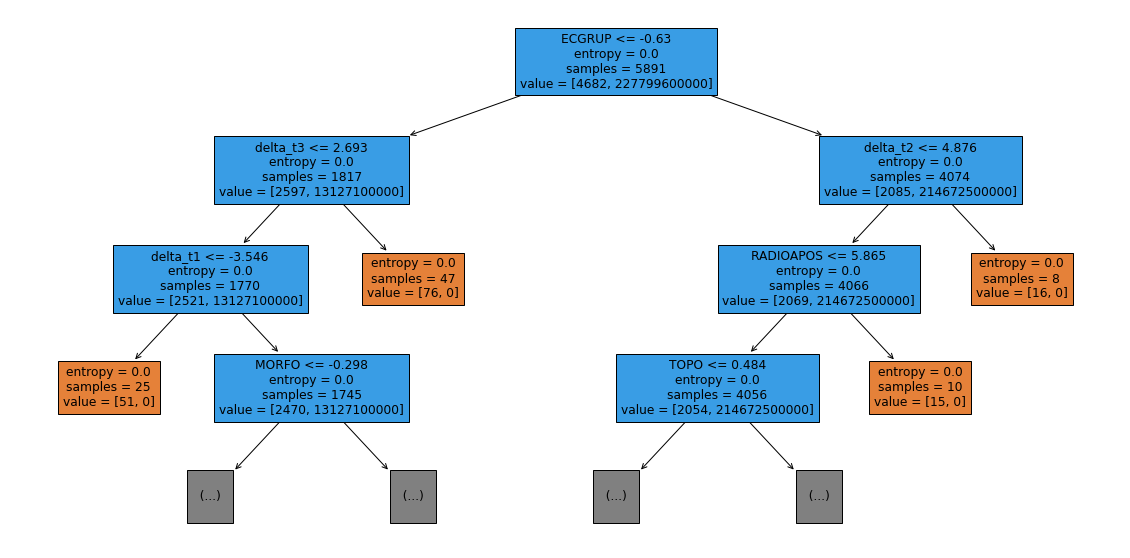 ECGRUP <= -0.63
entropy = 0.0
samples = 5891
value = [4682, 227799600000]
delta_t3 <= 2.693
entropy = 0.0
samples = 1817
value = [2597, 13127100000]
delta_t2 <= 4.876
entropy = 0.0
samples = 4074
value = [2085, 214672500000]
delta_t1 <= -3.546
entropy = 0.0
samples = 1770
value = [2521, 13127100000]
entropy = 0.0
samples = 47
value = [76, 0]
RADIOAPOS <= 5.865
entropy = 0.0
samples = 4066
value = [2069, 214672500000]
entropy = 0.0
samples = 8
value = [16, 0]
entropy = 0.0
samples = 25
value = [51, 0]
MORFO <= -0.298
entropy = 0.0
samples = 1745
value = [2470, 13127100000]
TOPO <= 0.484
entropy = 0.0
samples = 4056
value = [2054, 214672500000]
entropy = 0.0
samples = 10
value = [15, 0]
(...)
(...)
(...)
(...)